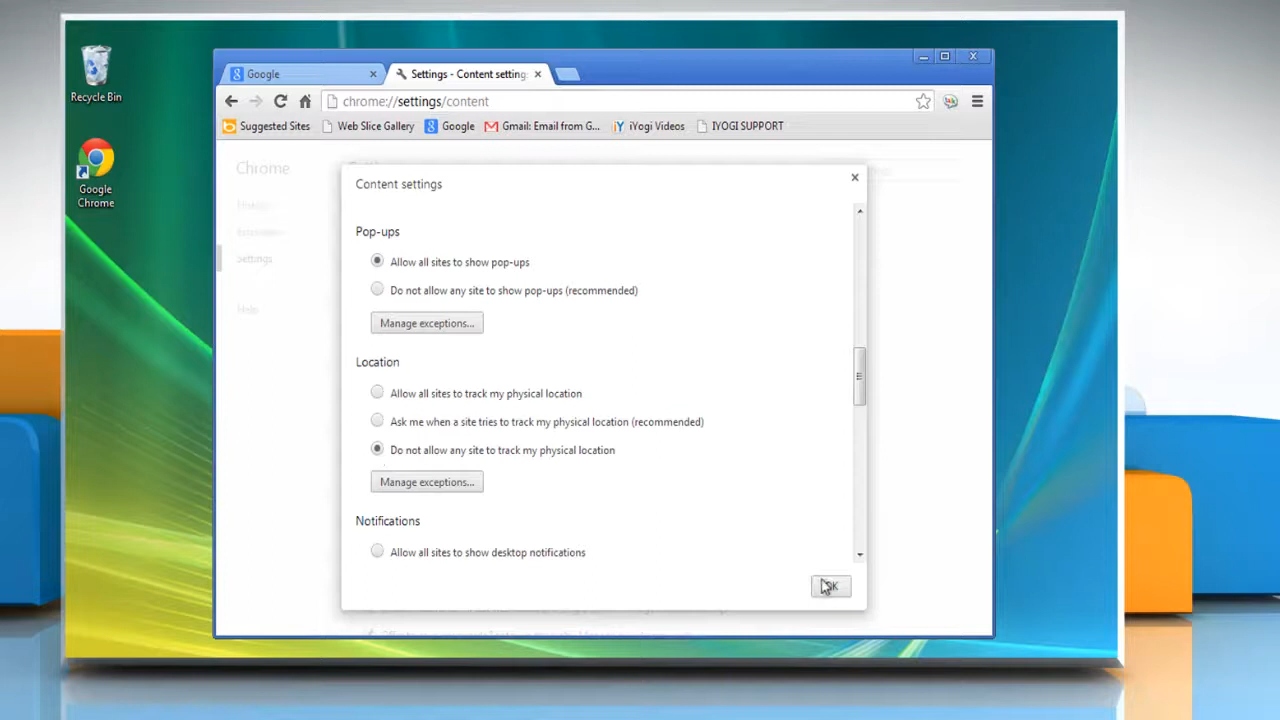 Recycle Bin
Google
Chrome
Google
Settings - Content setting:
chrome://settings/content
Suggested Sites
Web Slice Gallery
Google
Gmail: Email from G...
iYogi Videos
IYOGI SUPPORT
Chrome
Settings
Help
Content settings
Pop-ups
Allow all sites to show pop-ups
Do not allow any site to show pop-ups (recommended)
Manage exceptions...
Location
Allow all sites to track my physical location
Ask me when a site tries to track my physical location (recommended)
Do not allow any site to track my physical location
Manage exceptions...
Notifications
Allow all sites to show desktop notifications
OK